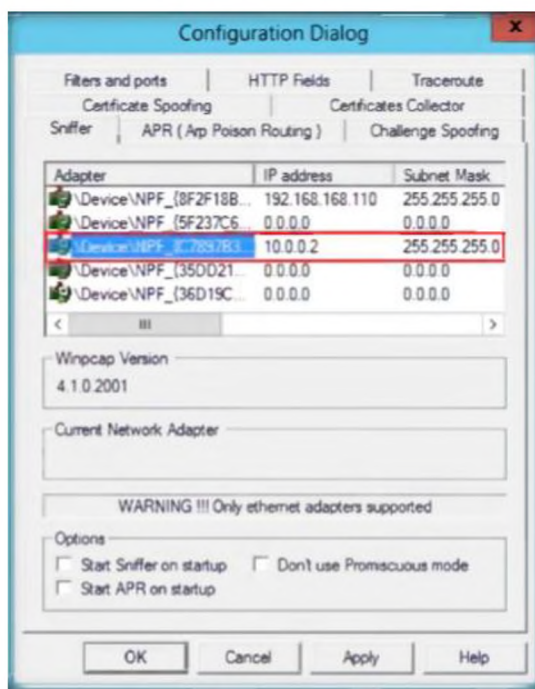 Configuration Dialog
x
Filters and ports HTTP Fields Traceroute
Certificate Spoofing Certificates Collector
Sniffer APR ( Arp Poison Routing ) Challenge Spoofing
Adapter IP address Subnet Mask
\Device\NPF_{8F2F18B... 192.168.168.110 255.255.255.0
\Device\NPF_{5F237C6... 0.0.0.0 0.0.0.0
\Device\NPF_{C7897B3... 10.0.0.2 255.255.255.0
\Device\NPF_{35DD21... 0.0.0.0 0.0.0.0
\Device\NPF_{36D19C... 0.0.0.0 0.0.0.0
Winpcap Version
4.1.0.2001
Current Network Adapter
WARNING !!! Only ethernet adapters supported
Options
Start Sniffer on startup Don't use Promiscuous mode
Start APR on startup
OK Cancel Apply Help